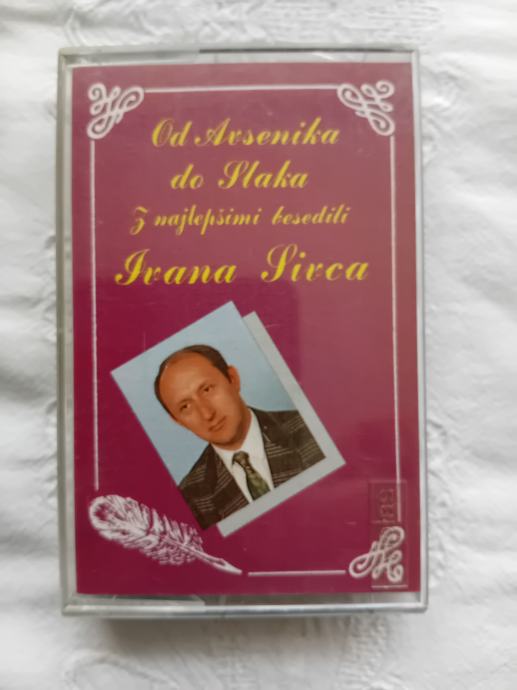 Od Avsenika
do Slaka
Z najlepšimi besedili
Ivana Sivca